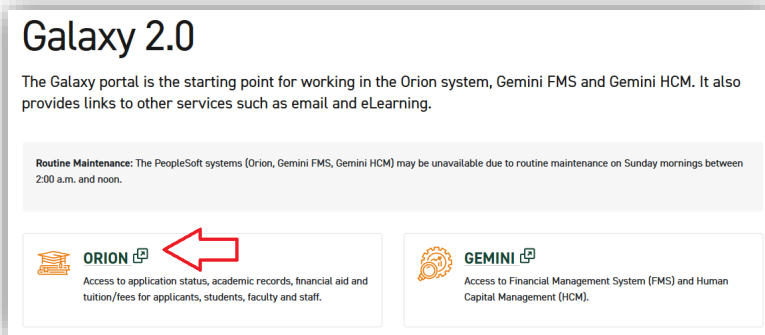 Galaxy 2.0
The Galaxy portal is the starting point for working in the Orion system, Gemini FMS and Gemini HCM. It also
provides links to other services such as email and eLearning.
Routine Maintenance: The PeopleSoft systems (Orion, Gemini FMS, Gemini HCM) may be unavailable due to routine maintenance on Sunday mornings between
2:00 a.m. and noon.
ORION
Access to application status, academic records, financial aid and
tuition/fees for applicants, students, faculty and staff.
GEMINI
Access to Financial Management System (FMS) and Human
Capital Management (HCM).